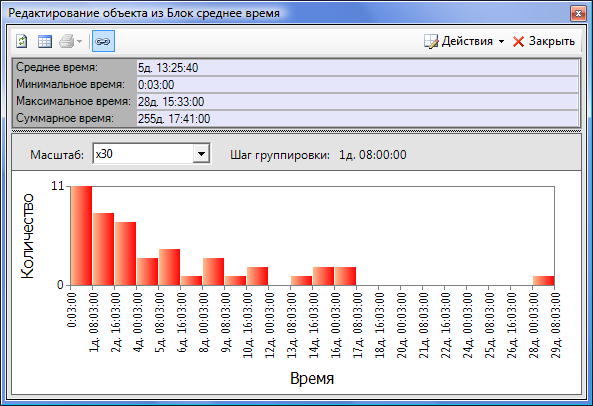 Редактирование объекта из Блок среднее время
Действия Закрыть
Среднее время: 5д. 13:25:40
Минимальное время: 0:03:00
Максимальное время: 28д. 15:33:00
Суммарное время: 255д. 17:41:00
Масштаб: x30 Шаг группировки: 1д. 08:00:00
Количество
11
0
0:03:00
1д. 08:03:00
2д. 16:03:00
4д. 00:03:00
5д. 08:03:00
6д. 16:03:00
8д. 00:03:00
9д. 08:03:00
10д. 16:03:00
12д. 00:03:00
13д. 08:03:00
14д. 16:03:00
16д. 00:03:00
17д. 08:03:00
18д. 16:03:00
20д. 00:03:00
21д. 08:03:00
22д. 16:03:00
24д. 00:03:00
25д. 08:03:00
26д. 16:03:00
28д. 00:03:00
29д. 08:03:00
Время